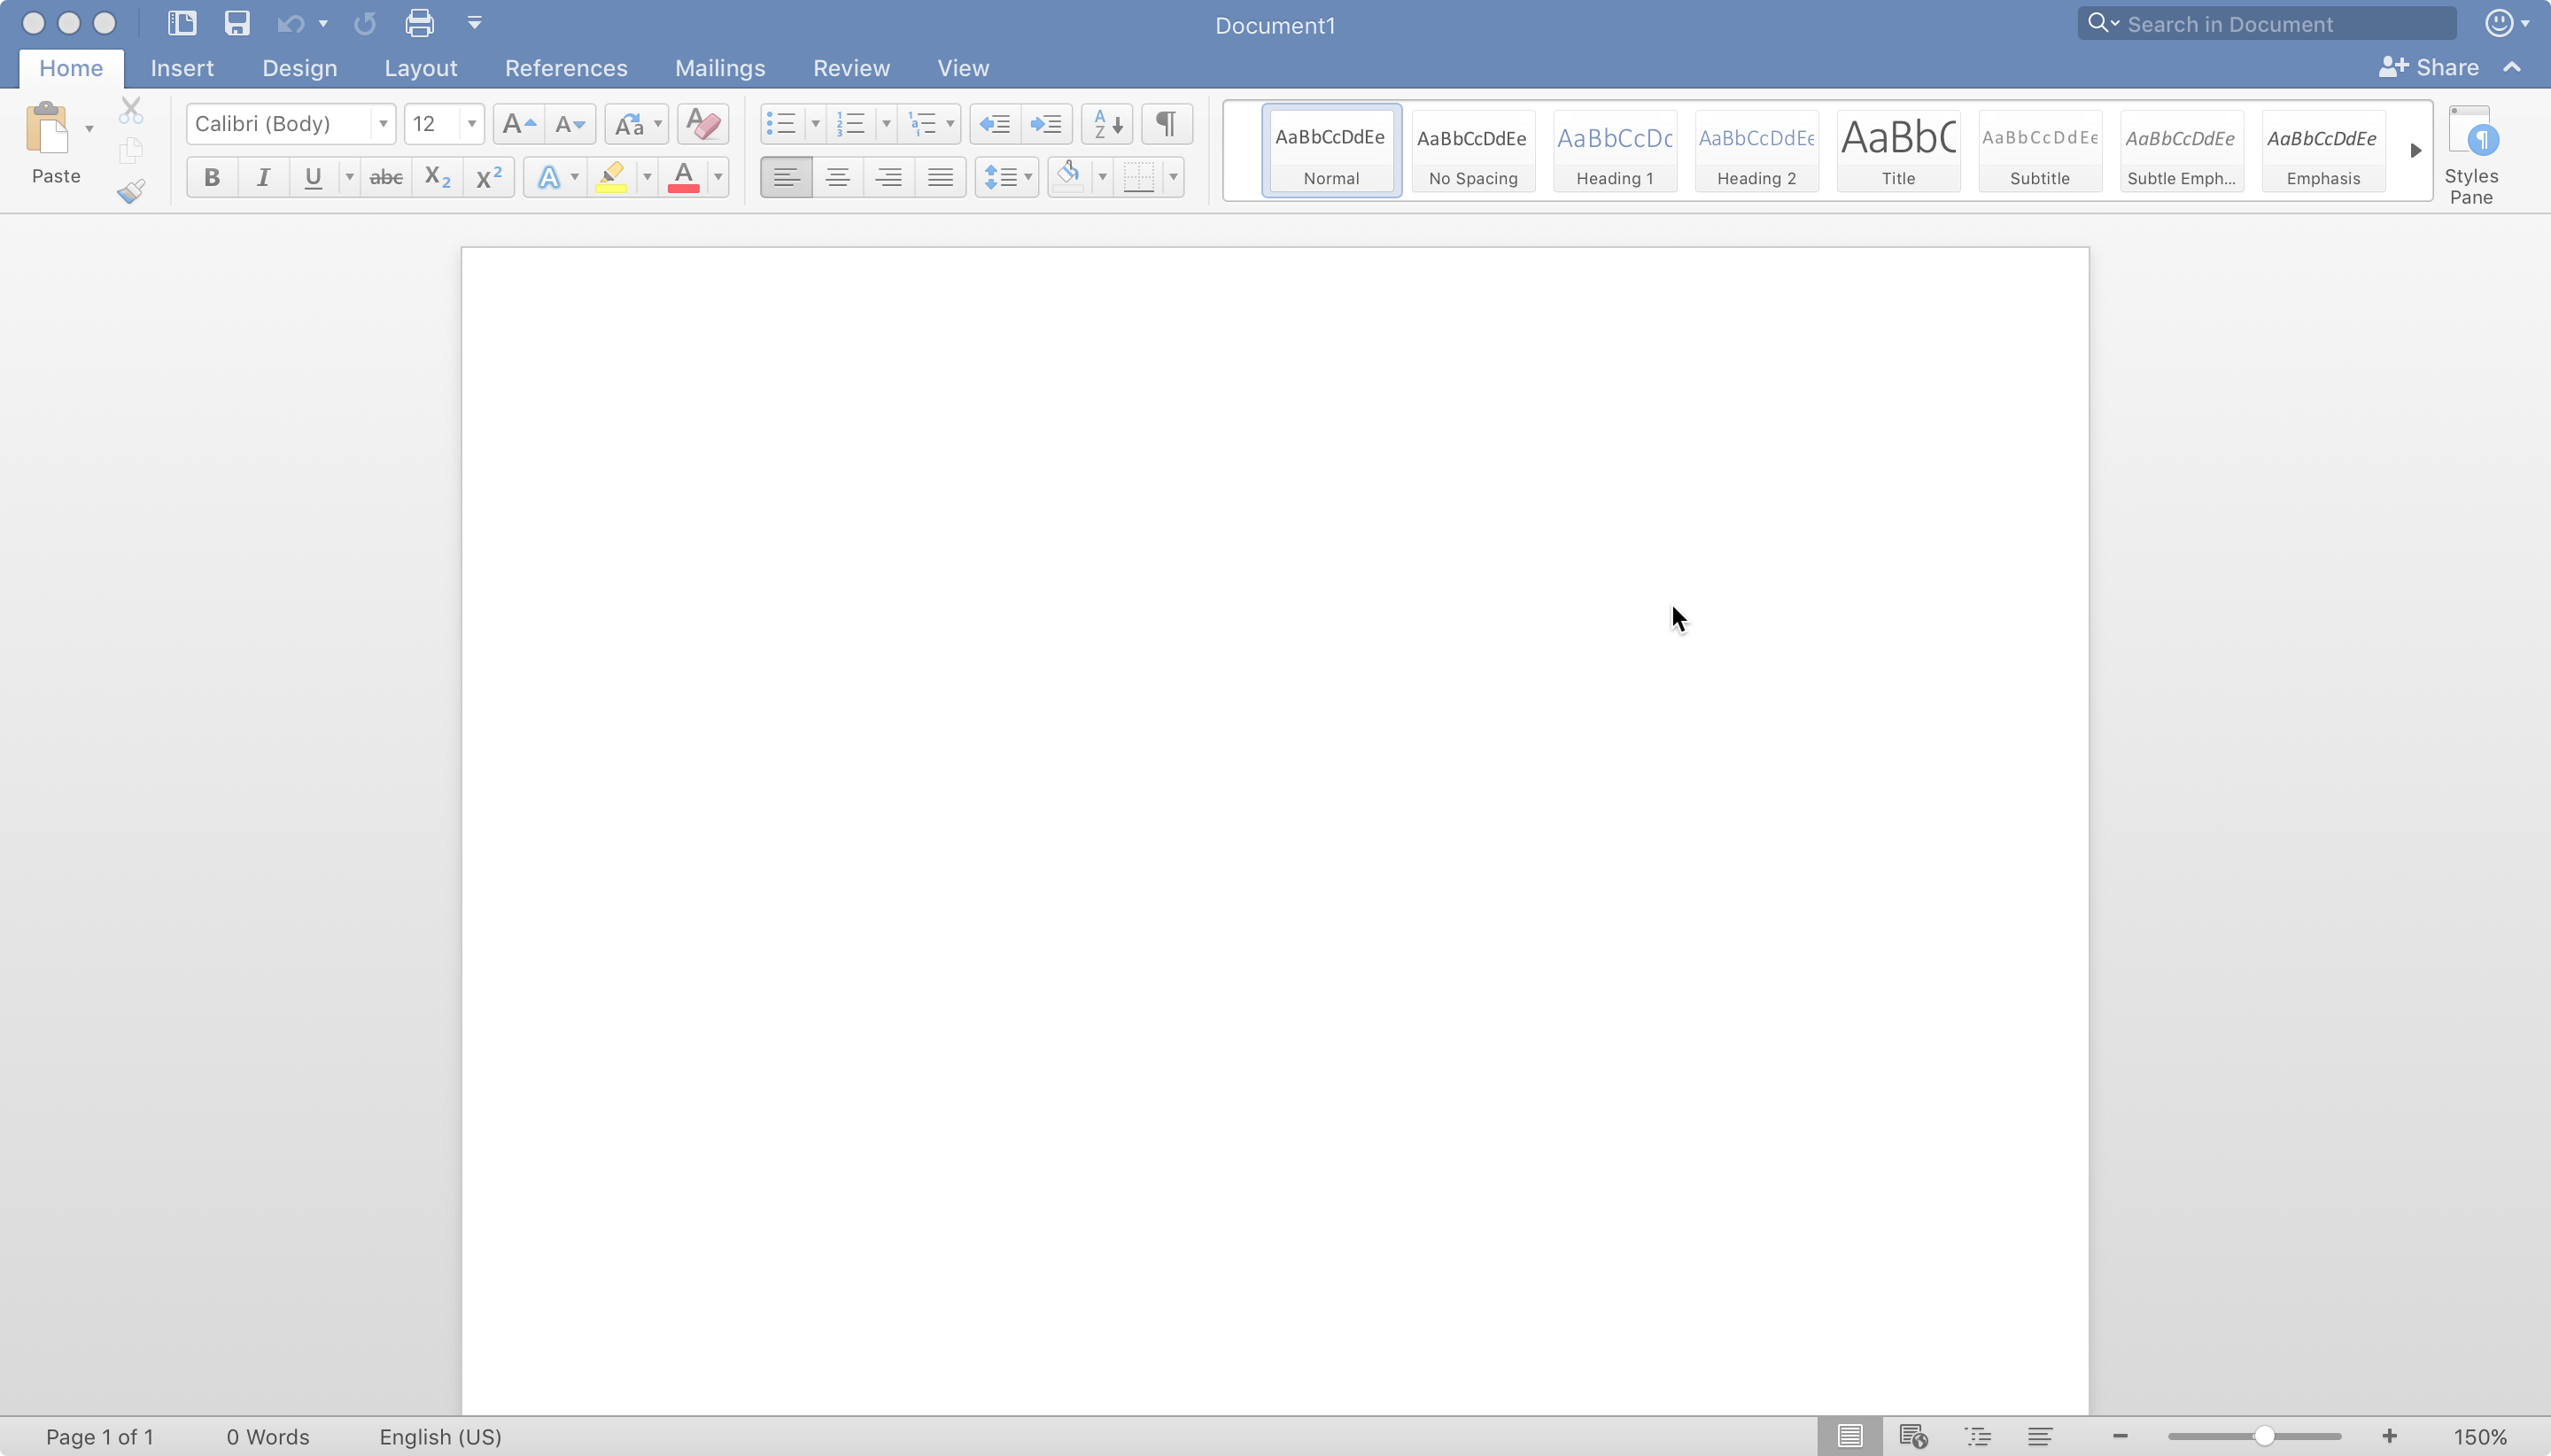 Document1
Search in Document
Home Insert Design Layout References Mailings Review View
Share
Paste
Calibri (Body) 12
B I U abc X2 X2
AaBbCcDdEe
Normal
AaBbCcDdEe
No Spacing
AaBbCcDc
Heading 1
AaBbCcDdEe
Heading 2
AaBbC
Title
AaBbCcDdEe
Subtitle
AaBbCcDdEe
Subtle Emph...
AaBbCcDdEe
Emphasis
Styles
Pane
Page 1 of 1 0 Words English (US) 150%